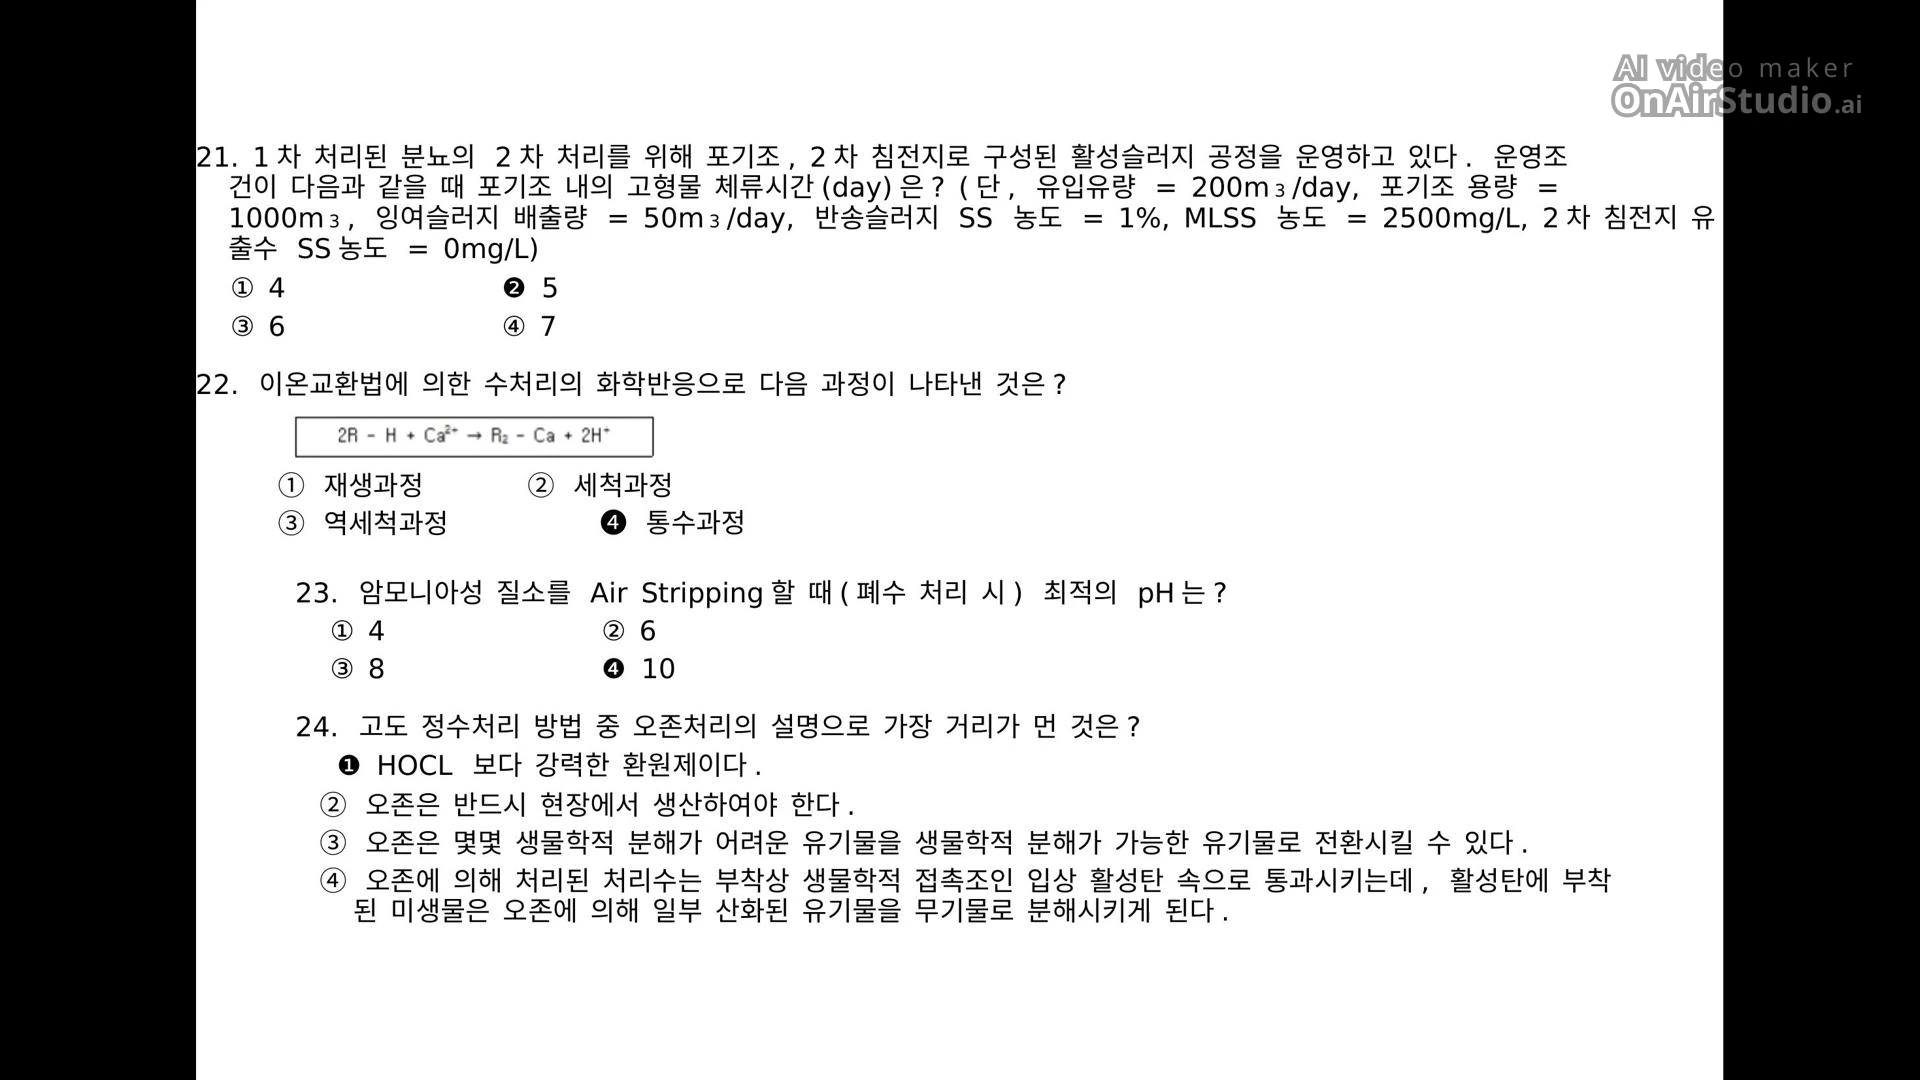 AI video maker
OnAirStudio.ai
21. 1차 처리된 분뇨의 2차 처리를 위해 포기조, 2차 침전지로 구성된 활성슬러지 공정을 운영하고 있다. 운영조
건이 다음과 같을 때 포기조 내의 고형물 체류시간(day)은? (단, 유입유량 = 200m3/day, 포기조 용량 =
1000m3, 잉여슬러지 배출량 = 50m3/day, 반송슬러지 SS 농도 = 1%, MLSS 농도 = 2500mg/L, 2차 침전지 유
출수 SS농도 = 0mg/L)
① 4 ❷ 5
③ 6 ④ 7
22. 이온교환법에 의한 수처리의 화학반응으로 다음 과정이 나타낸 것은?
2R - H + Ca²⁺ → R₂ - Ca + 2H⁺
① 재생과정 ② 세척과정
③ 역세척과정 ❹ 통수과정
23. 암모니아성 질소를 Air Stripping할 때(폐수 처리 시) 최적의 pH는?
① 4 ② 6
③ 8 ❹ 10
24. 고도 정수처리 방법 중 오존처리의 설명으로 가장 거리가 먼 것은?
❶ HOCL 보다 강력한 환원제이다.
② 오존은 반드시 현장에서 생산하여야 한다.
③ 오존은 몇몇 생물학적 분해가 어려운 유기물을 생물학적 분해가 가능한 유기물로 전환시킬 수 있다.
④ 오존에 의해 처리된 처리수는 부착상 생물학적 접촉조인 입상 활성탄 속으로 통과시키는데, 활성탄에 부착
된 미생물은 오존에 의해 일부 산화된 유기물을 무기물로 분해시키게 된다.